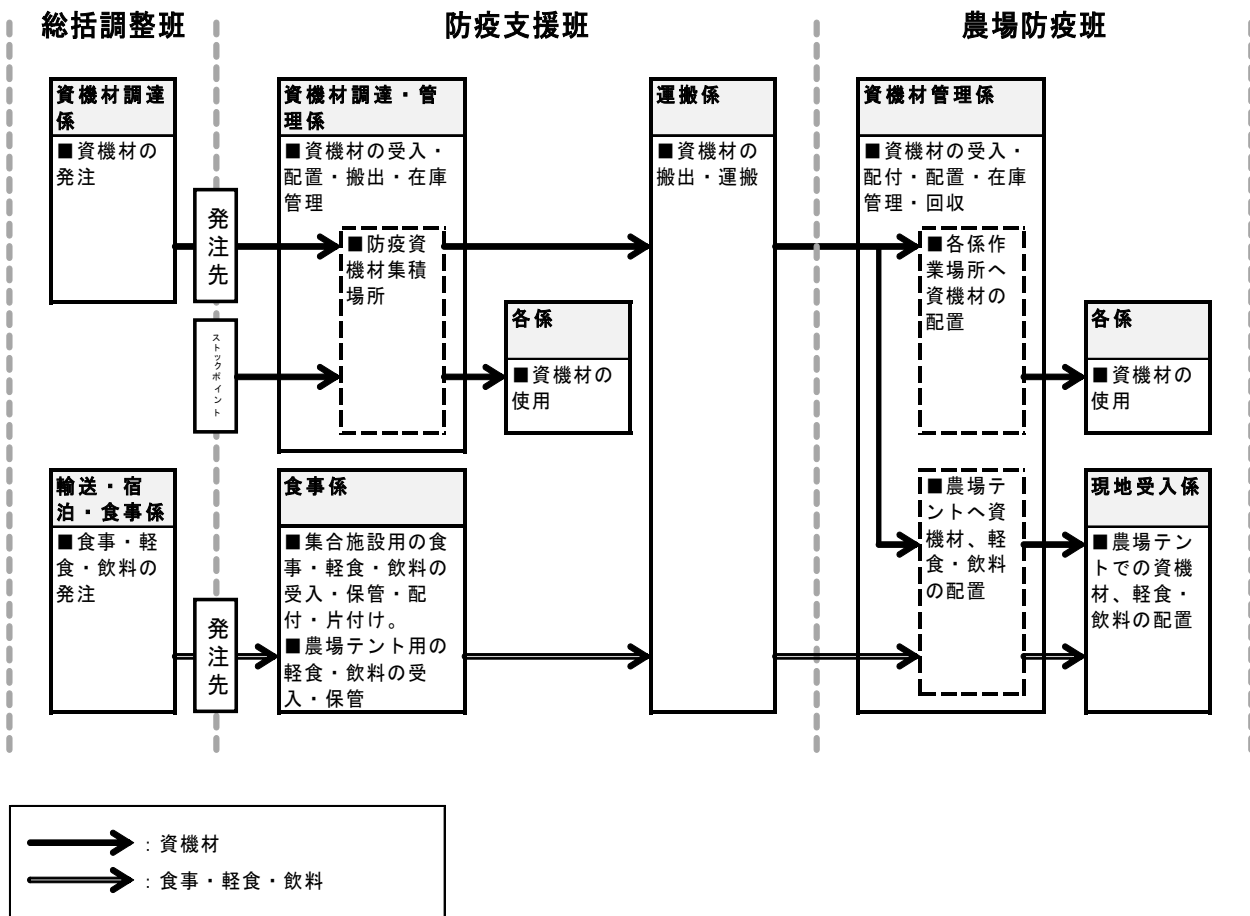 総括調整班
防疫支援班
農場防疫班
資機材調達
係
■資機材の
発注
発注先
ストックポイント
資機材調達・管
理係
■資機材の受入・
配置・搬出・在庫
管理
■防疫資
機材集積
場所
各係
■資機材の
使用
運搬係
■資機材の
搬出・運搬
資機材管理係
■資機材の受入・
配付・配置・在庫
管理・回収
■各係作
業場所へ
資機材の
配置
各係
■資機材の
使用
輸送・宿
泊・食事係
■食事・軽
食・飲料の
発注
発注先
食事係
■集合施設用の食
事・軽食・飲料の
受入・保管・配
付・片付け。
■農場テント用の
軽食・飲料の受
入・保管
■農場テ
ントへ資
機材、軽
食・飲料
の配置
現地受入係
■農場テン
トでの資機
材、軽食・
飲料の配置
：資機材
：食事・軽食・飲料